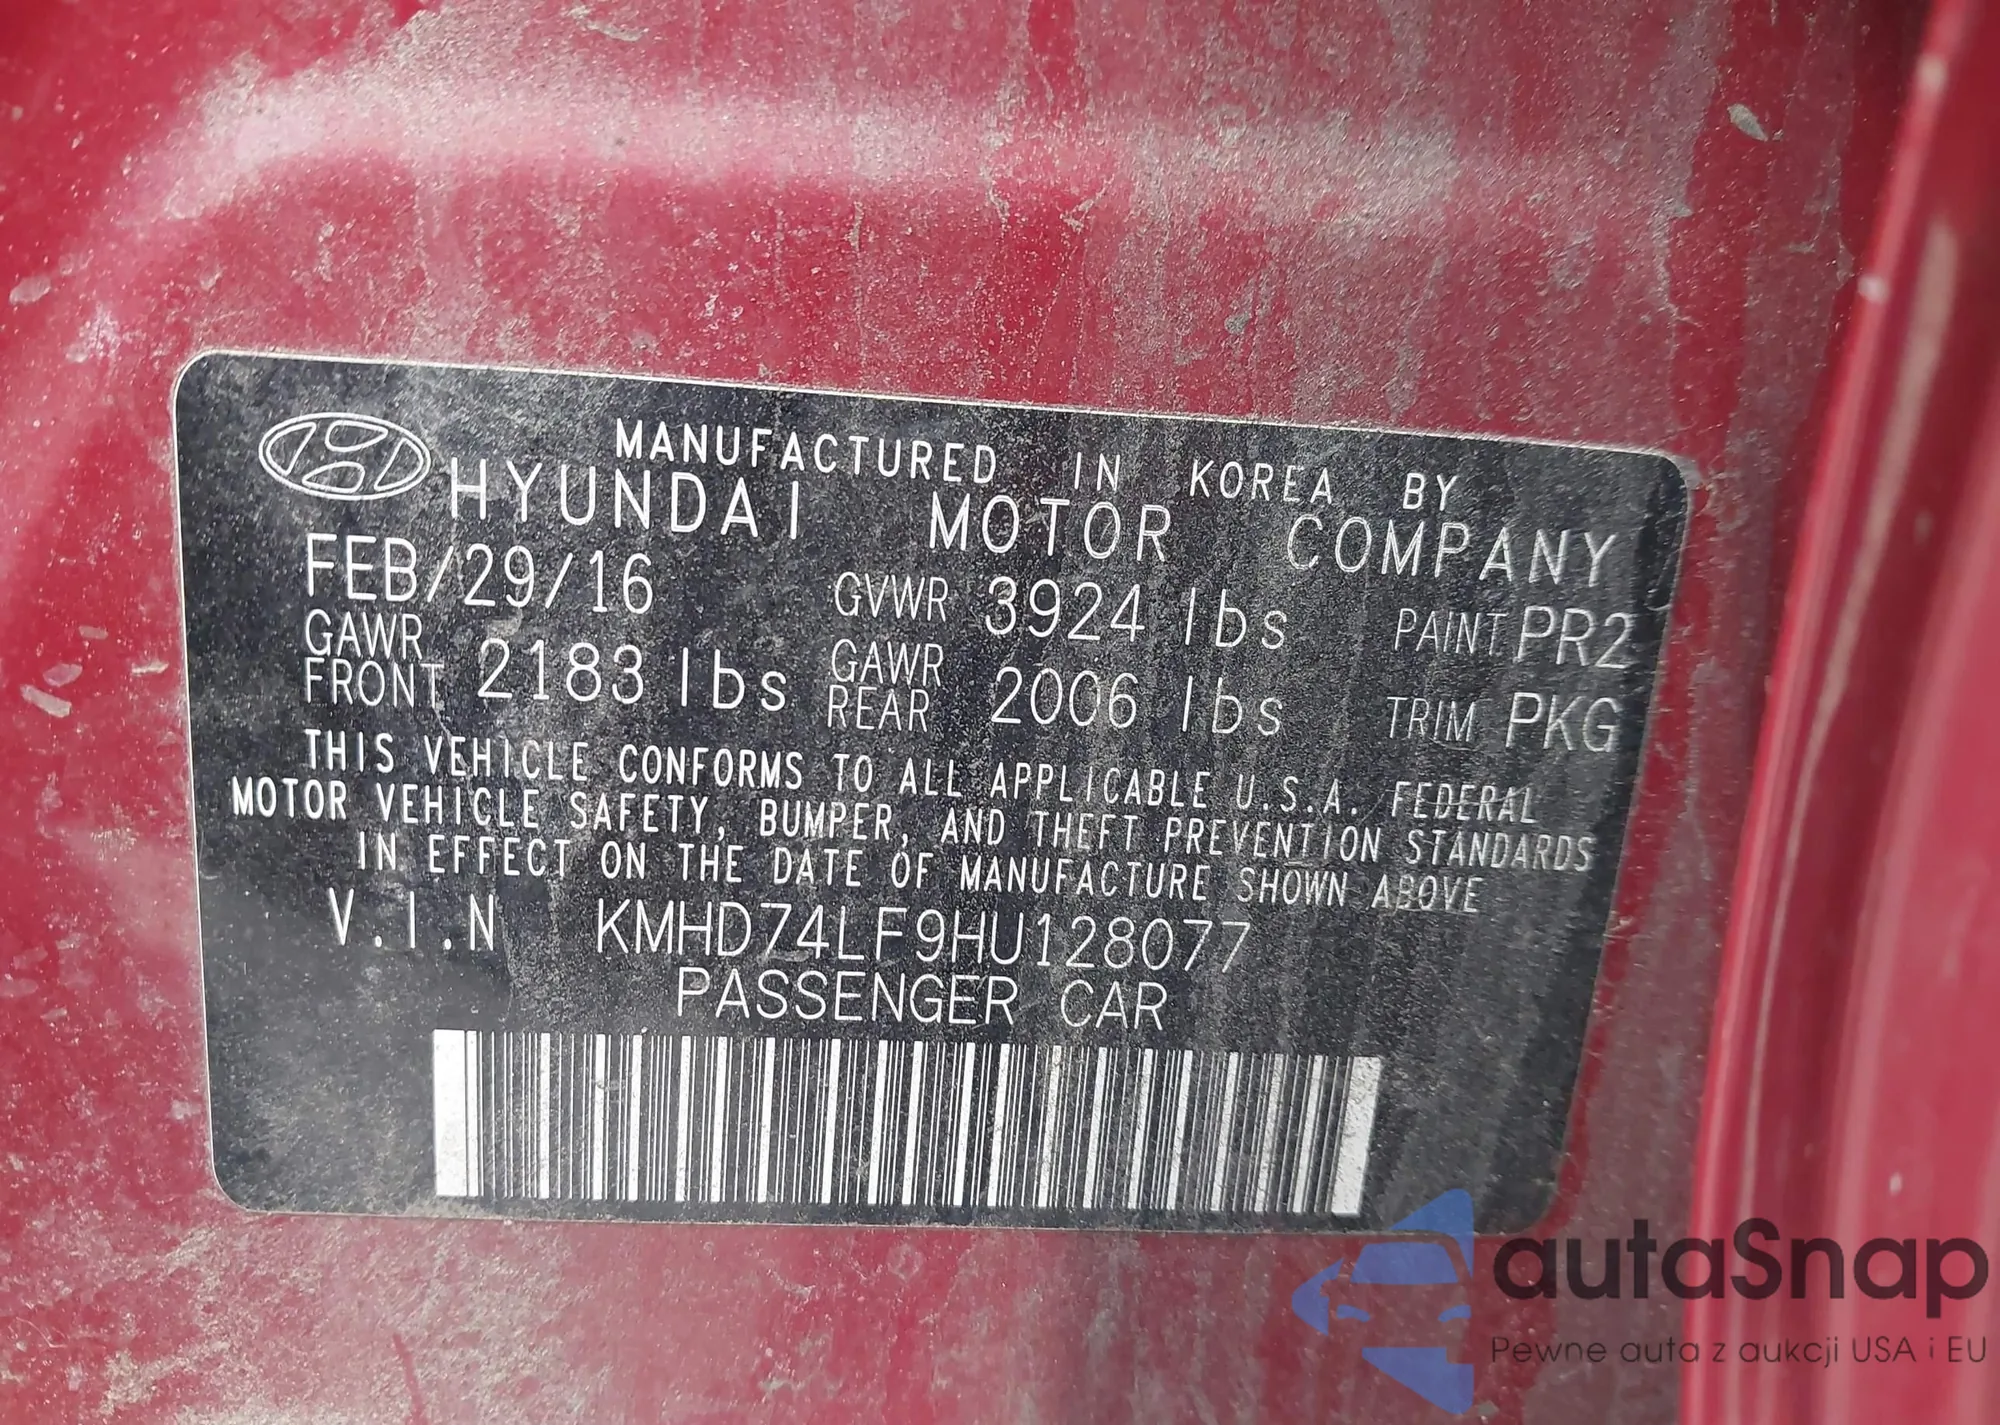 MANUFACTURED IN KOREA BY
HYUNDAI MOTOR COMPANY
FEB/29/16 GVWR 3924 lbs PAINT PR2
GAWR FRONT 2183 lbs GAWR REAR 2006 lbs TRIM PKG
THIS VEHICLE CONFORMS TO ALL APPLICABLE U.S.A. FEDERAL
MOTOR VEHICLE SAFETY, BUMPER, AND THEFT PREVENTION STANDARDS
IN EFFECT ON THE DATE OF MANUFACTURE SHOWN ABOVE
V.I.N KMHDZ4LF9HU128077
PASSENGER CAR
autaSnap
Pewne auta z aukcji USA i EU